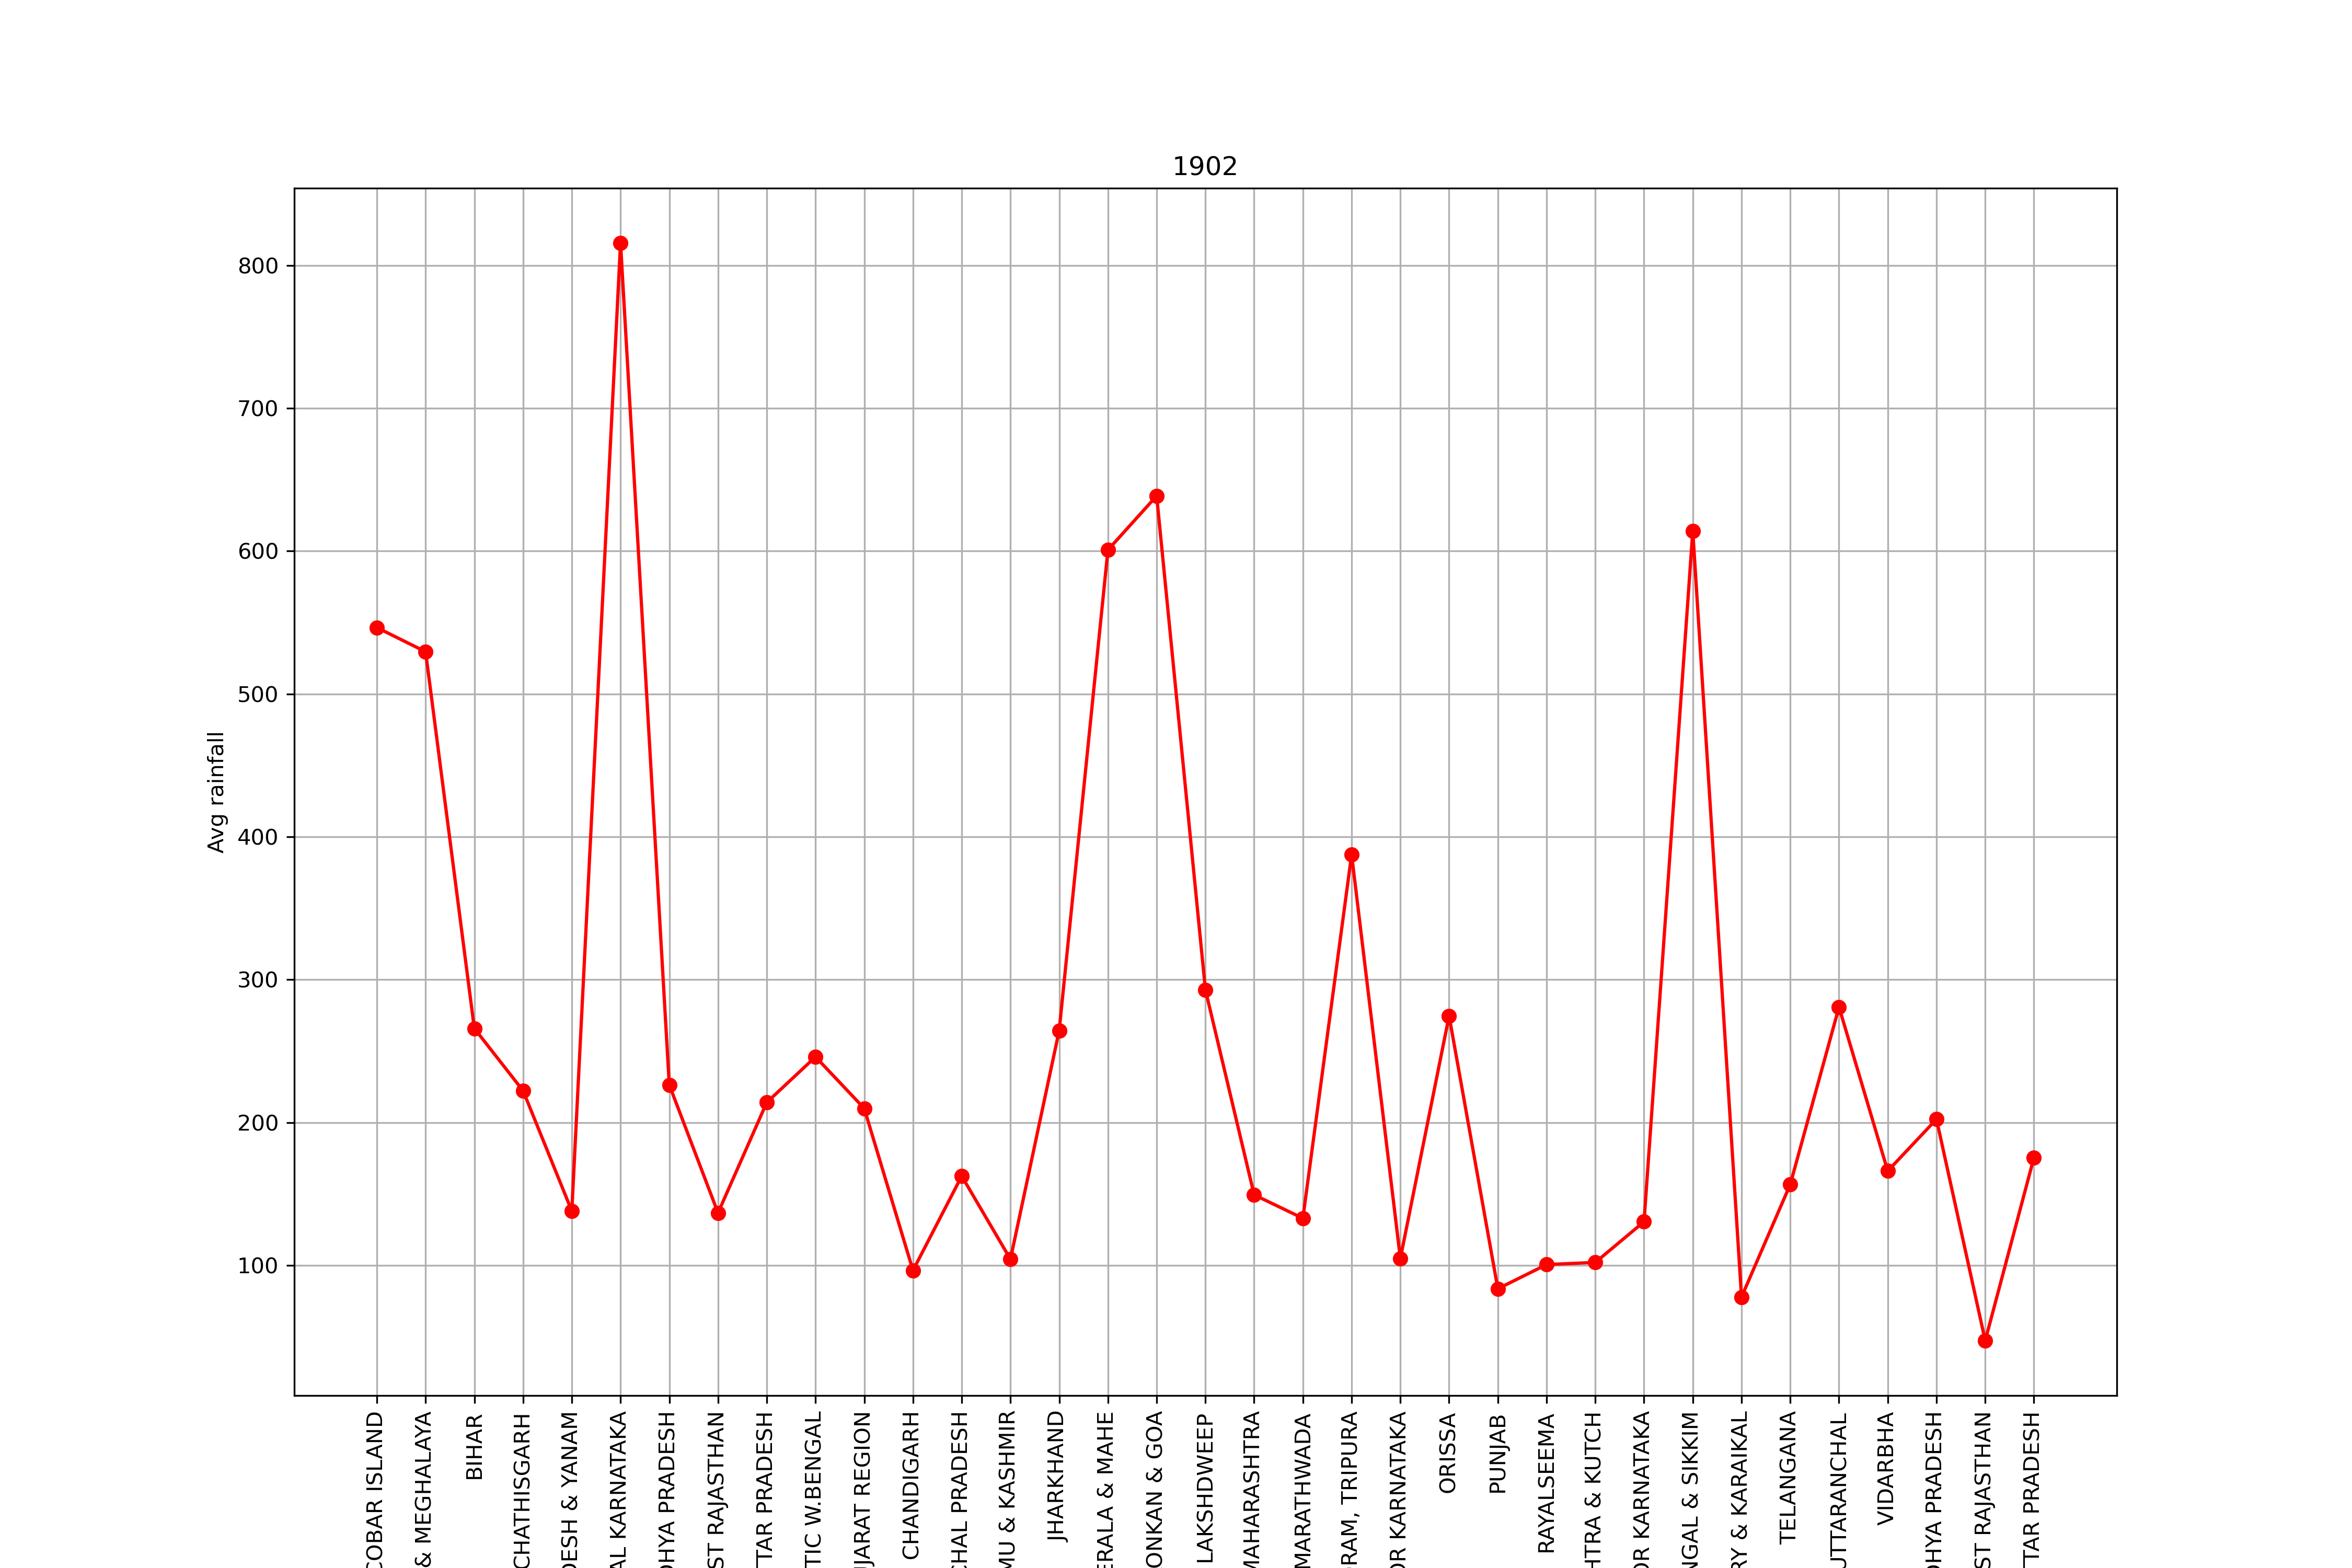 1902
Avg rainfall
800
700
600
500
400
300
200
100
COBAR ISLAND
& MEGHALAYA
BIHAR
CHATHISGARH
DESH & YANAM
AL KARNATAKA
DHYA PRADESH
ST RAJASTHAN
TTAR PRADESH
TIC W.BENGAL
JARAT REGION
CHANDIGARH
CHAL PRADESH
MU & KASHMIR
JHARKHAND
ERALA & MAHE
ONKAN & GOA
LAKSHDWEEP
MAHARASHTRA
MARATHWADA
RAM, TRIPURA
OR KARNATAKA
ORISSA
PUNJAB
RAYALSEEMA
HTRA & KUTCH
OR KARNATAKA
NGAL & SIKKIM
RY & KARAIKAL
TELANGANA
UTTARANCHAL
VIDARBHA
DHYA PRADESH
ST RAJASTHAN
TTAR PRADESH